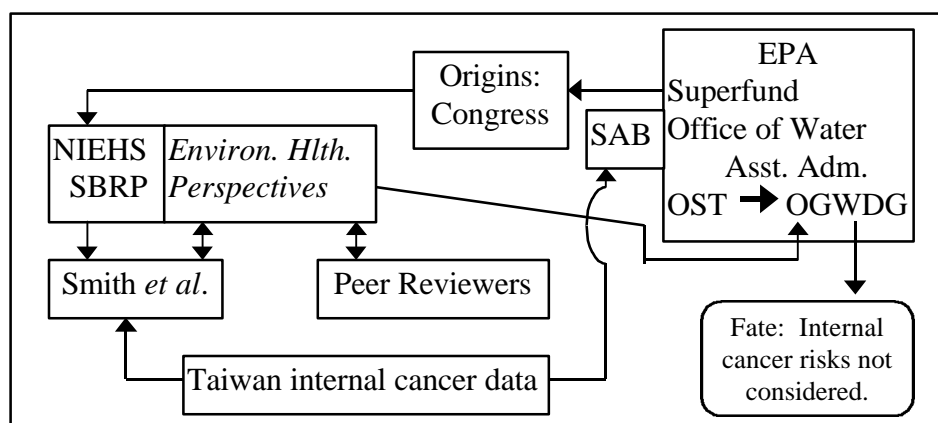 EPA
Origins:
Congress
Superfund
SAB
Office of Water
Asst. Adm.
OST
OGWDG
NIEHS
SBRP
Environ. Hlth.
Perspectives
Smith et al.
Peer Reviewers
Taiwan internal cancer data
Fate: Internal
cancer risks not
considered.